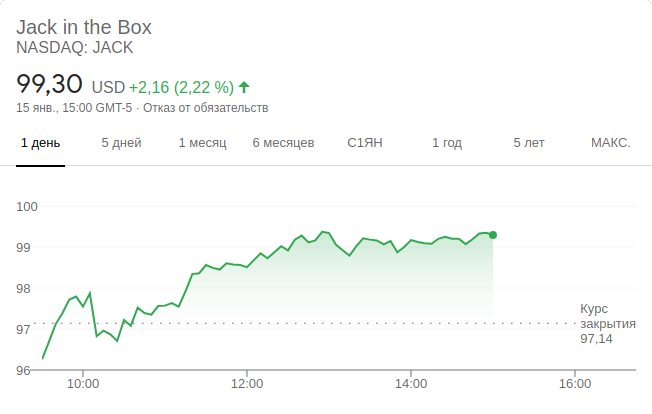 Jack in the Box
NASDAQ: JACK
99,30 USD +2,16 (2,22 %)
15 янв., 15:00 GMT-5 · Отказ от обязательств
1 день 5 дней 1 месяц 6 месяцев С1ЯН 1 год 5 лет МАКС.
100
99
98
97
96
Курс
закрытия
97,14
10:00 12:00 14:00 16:00